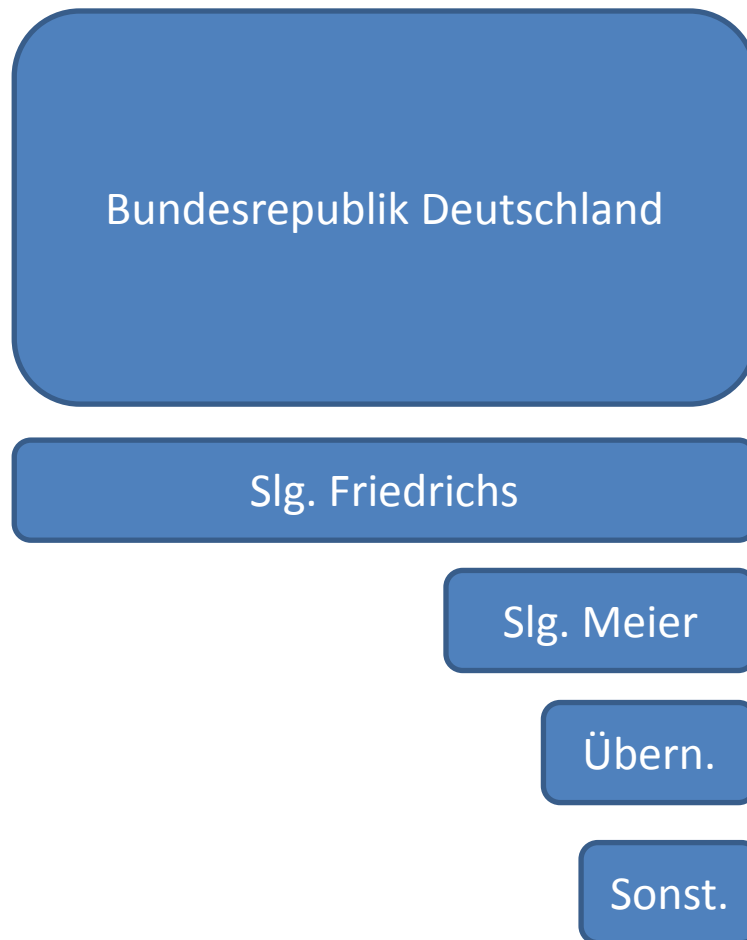 Bundesrepublik Deutschland
Slg. Friedrichs
Slg. Meier
Übern.
Sonst.